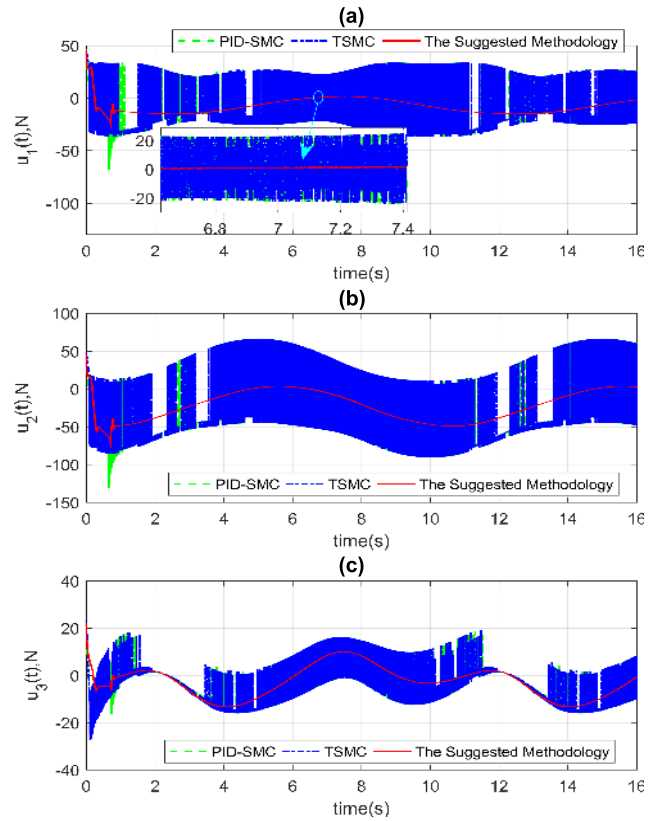 (a)
PID-SMC TSMC The Suggested Methodology
50
0
-50
-100
u1(t),N
20
0
-20
6.8 7 7.2 7.4
0 2 4 6 8 10 12 14 16
time(s)
(b)
100
50
0
-50
-100
-150
u2(t),N
PID-SMC TSMC The Suggested Methodology
0 2 4 6 8 10 12 14 16
time(s)
(c)
40
20
0
-20
-40
u3(t),N
PID-SMC TSMC The Suggested Methodology
0 2 4 6 8 10 12 14 16
time(s)